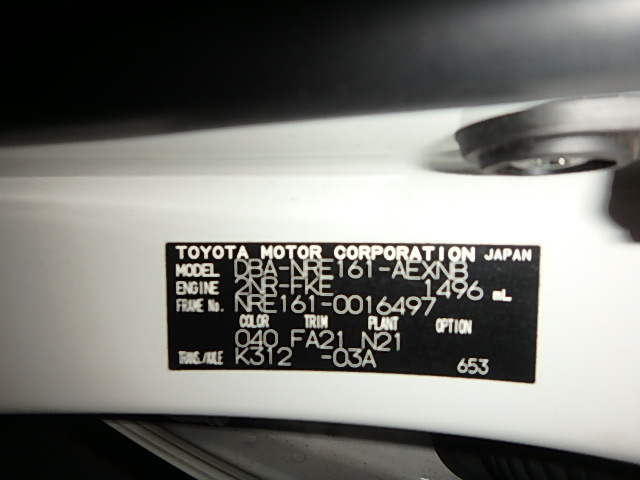 TOYOTA MOTOR CORPORATION JAPAN
MODEL DBA-NRE161-AEXNB
ENGINE 2NR-FKE 1496 mL
FRAME No. NRE161-0016497
COLOR TRIM PLANT OPTION
040 FA21 N21
TRANS./AXLE K312 -03A 653